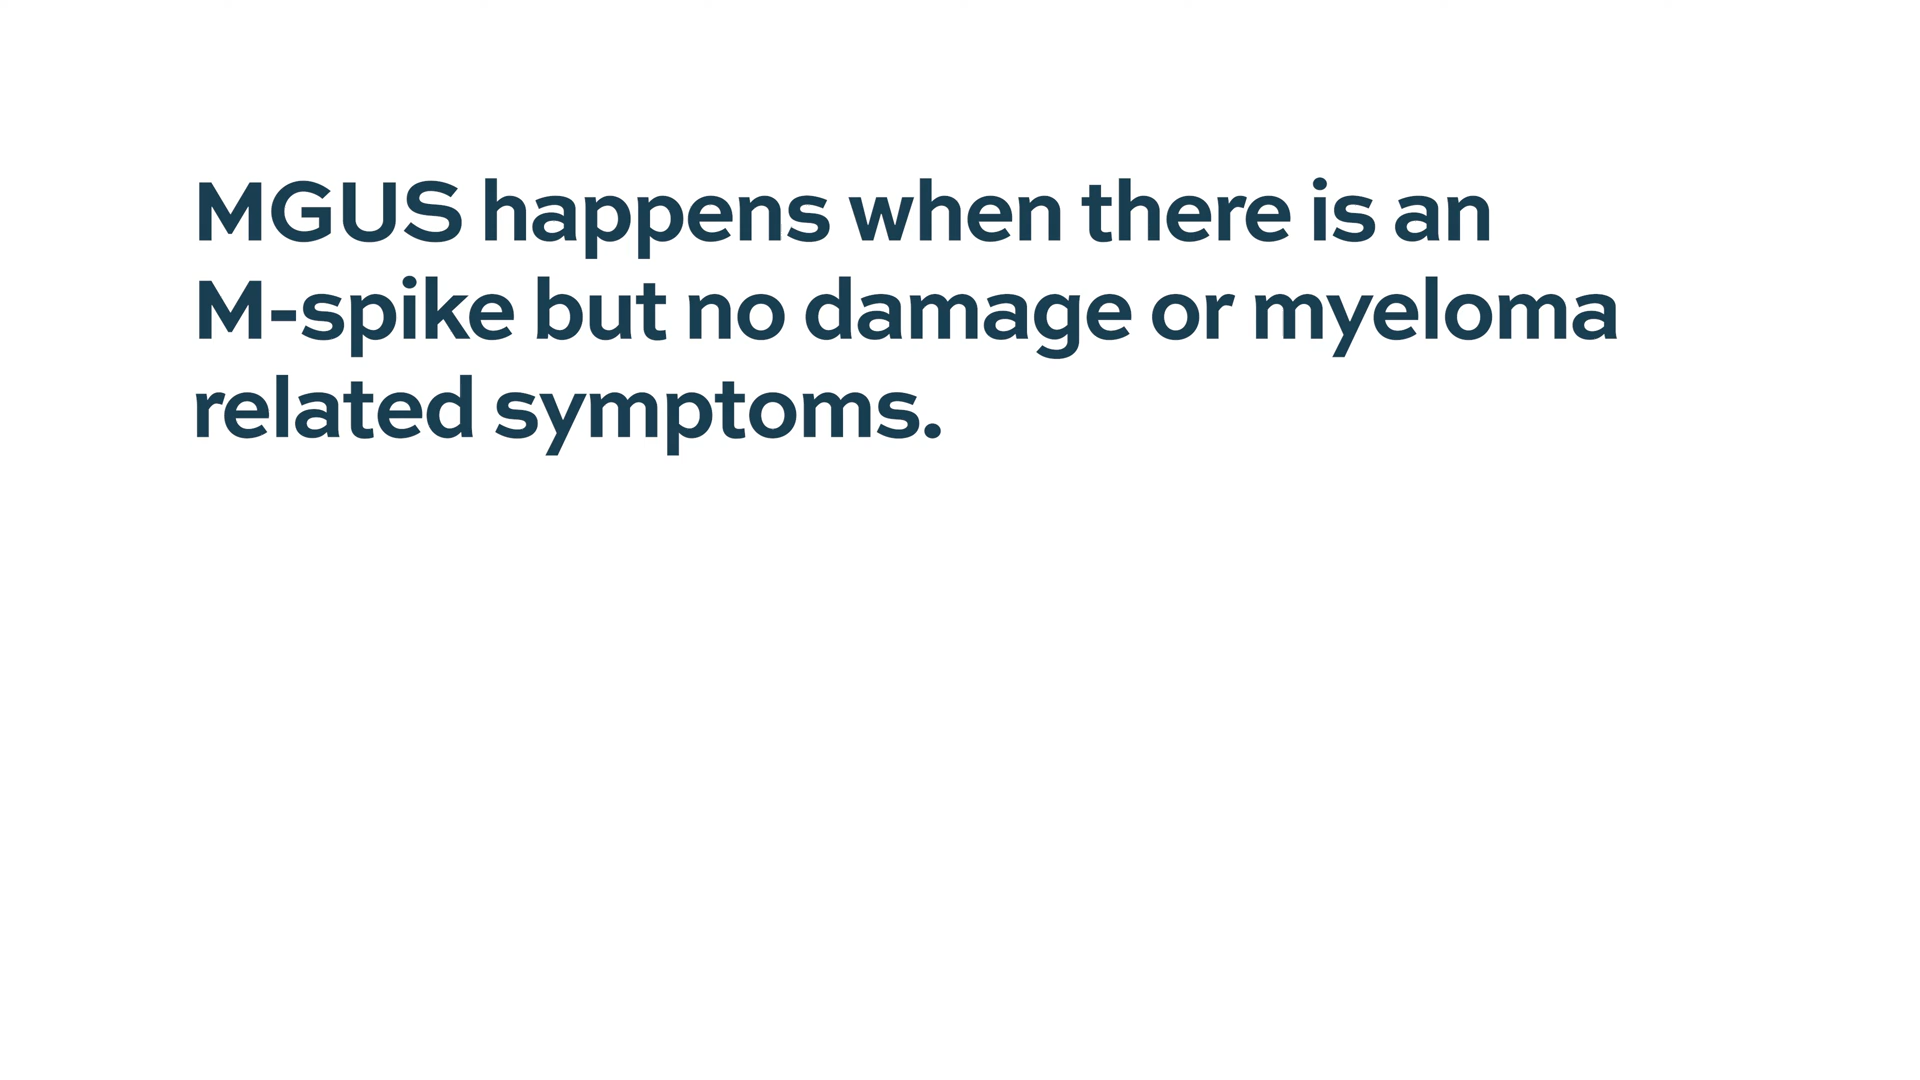 MGUS happens when there is an
M-spike but no damage or myeloma
related symptoms.